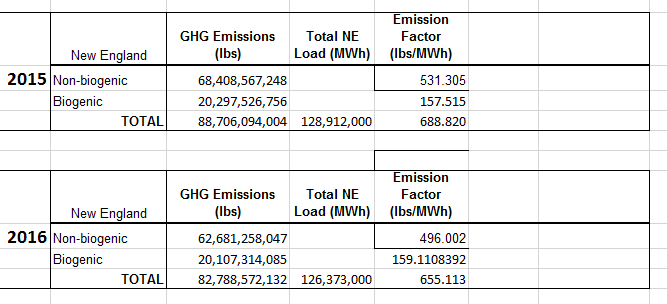 Emission
GHG Emissions Total NE Factor
New England (lbs) Load (MWh) (lbs/MWh)
2015 Non-biogenic 68,408,567,248 531.305
Biogenic 20,297,526,756 157.515
TOTAL 88,706,094,004 128,912,000 688.820
Emission
GHG Emissions Total NE Factor
New England (lbs) Load (MWh) (lbs/MWh)
2016 Non-biogenic 62,681,258,047 496.002
Biogenic 20,107,314,085 159.1108392
TOTAL 82,788,572,132 126,373,000 655.113